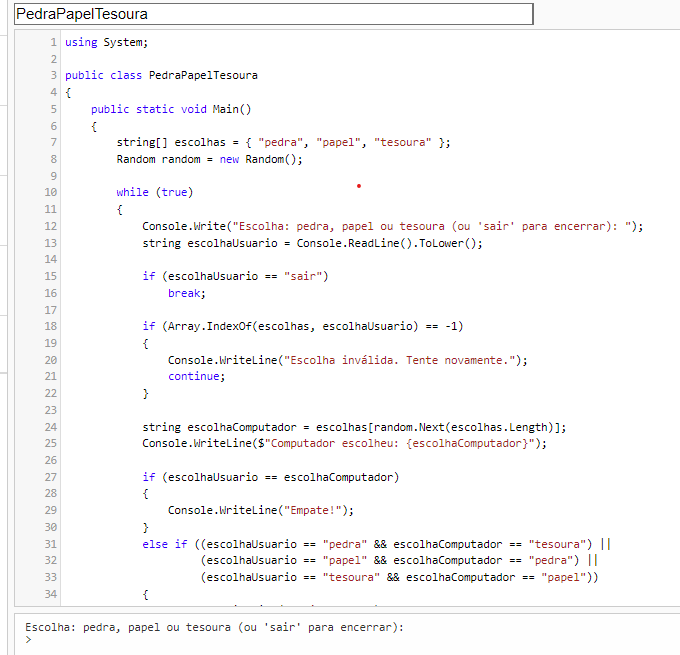 PedraPapelTesoura
1 using System;
2
3 public class PedraPapelTesoura
4 {
5     public static void Main()
6     {
7         string[] escolhas = { "pedra", "papel", "tesoura" };
8         Random random = new Random();
9
10         while (true)
11         {
12             Console.Write("Escolha: pedra, papel ou tesoura (ou 'sair' para encerrar): ");
13             string escolhaUsuario = Console.ReadLine().ToLower();
14
15             if (escolhaUsuario == "sair")
16                 break;
17
18             if (Array.IndexOf(escolhas, escolhaUsuario) == -1)
19             {
20                 Console.WriteLine("Escolha inválida. Tente novamente.");
21                 continue;
22             }
23
24             string escolhaComputador = escolhas[random.Next(escolhas.Length)];
25             Console.WriteLine($"Computador escolheu: {escolhaComputador}");
26
27             if (escolhaUsuario == escolhaComputador)
28             {
29                 Console.WriteLine("Empate!");
30             }
31             else if ((escolhaUsuario == "pedra" && escolhaComputador == "tesoura") ||
32                      (escolhaUsuario == "papel" && escolhaComputador == "pedra") ||
33                      (escolhaUsuario == "tesoura" && escolhaComputador == "papel"))
34             {
Escolha: pedra, papel ou tesoura (ou 'sair' para encerrar):
>